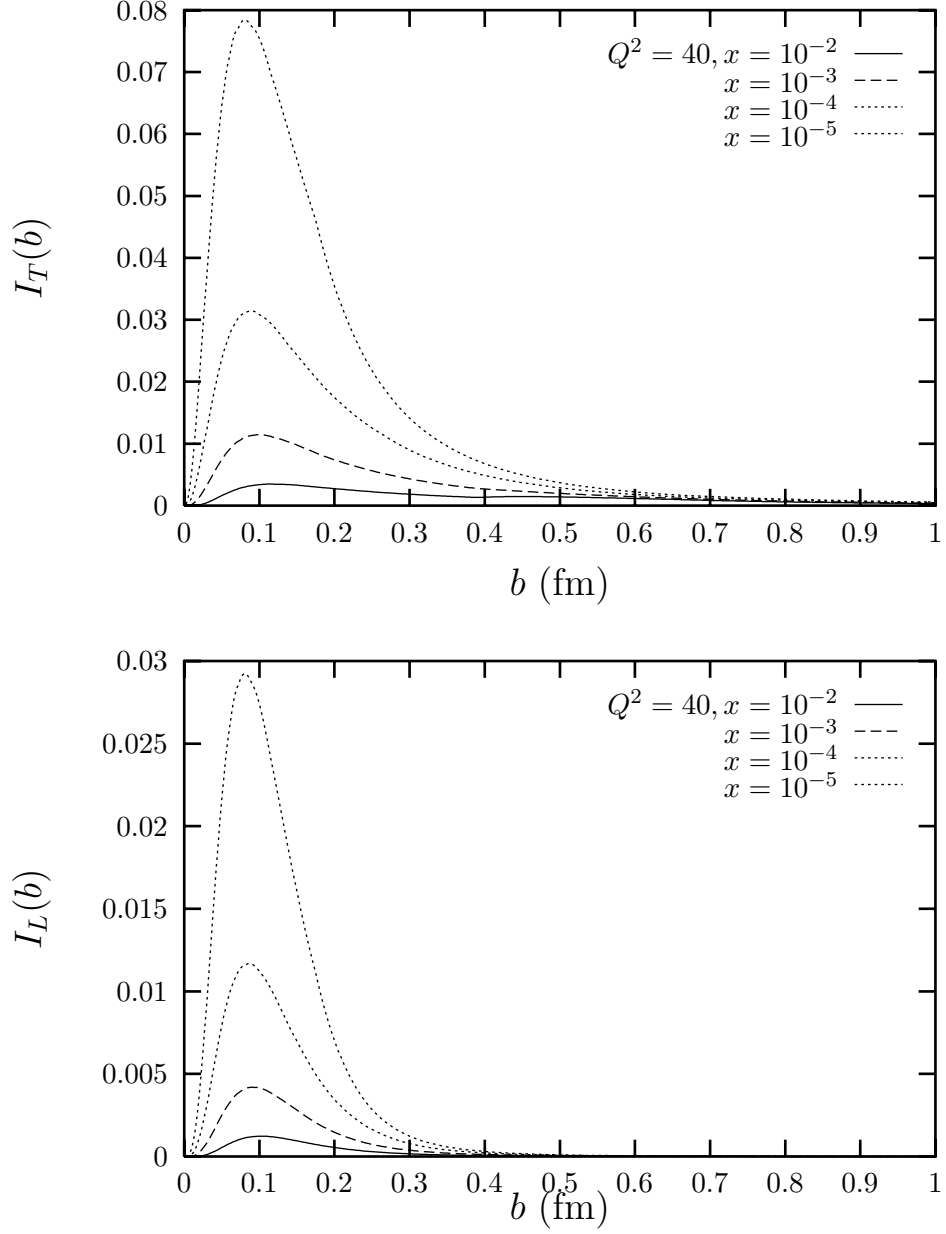 0.08
0.07
0.06
0.05
0.04
0.03
0.02
0.01
0
I_T(b)
Q² = 40, x = 10⁻²
x = 10⁻³
x = 10⁻⁴
x = 10⁻⁵
0 0.1 0.2 0.3 0.4 0.5 0.6 0.7 0.8 0.9 1
b (fm)
0.03
0.025
0.02
0.015
0.01
0.005
0
I_L(b)
Q² = 40, x = 10⁻²
x = 10⁻³
x = 10⁻⁴
x = 10⁻⁵
0 0.1 0.2 0.3 0.4 0.5 0.6 0.7 0.8 0.9 1
b (fm)